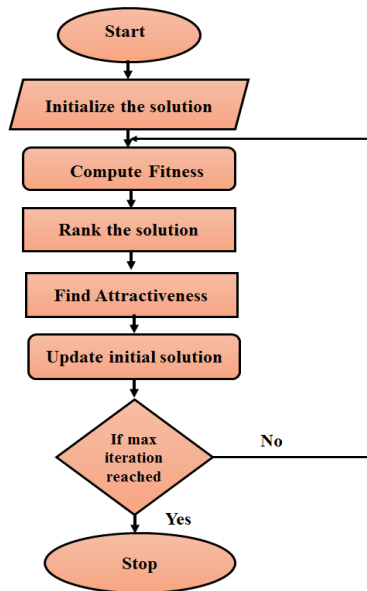 Start
Initialize the solution
Compute Fitness
Rank the solution
Find Attractiveness
Update initial solution
If max
iteration
reached
No
Yes
Stop